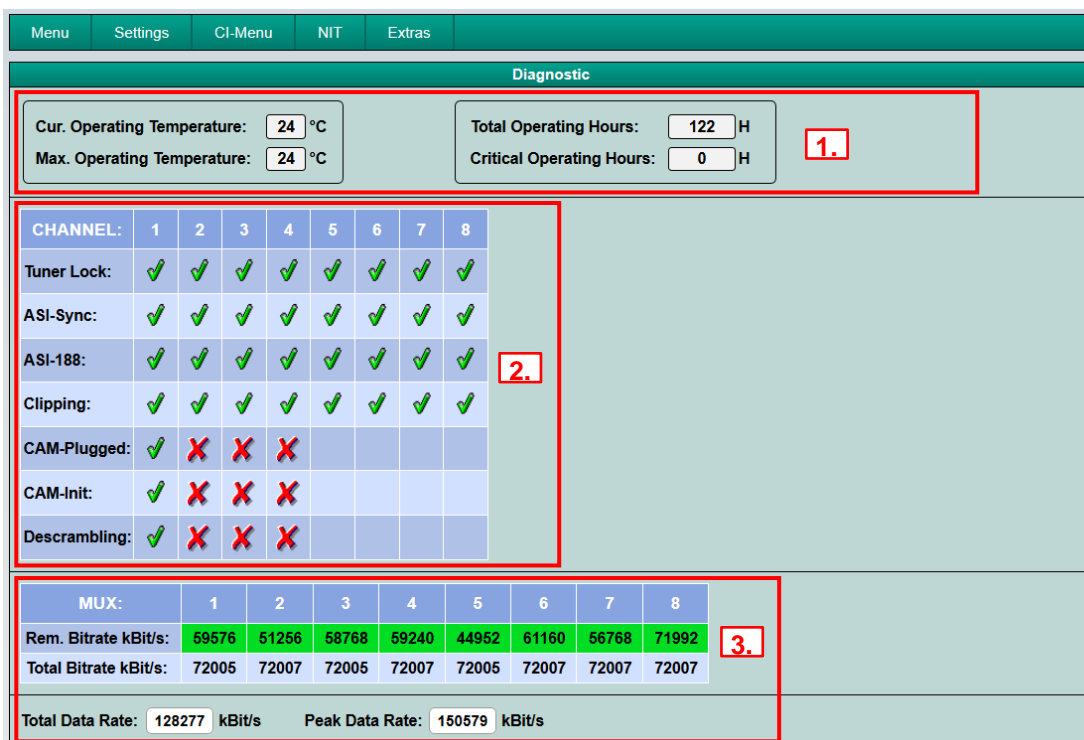 Menu Settings CI-Menu NIT Extras
Diagnostic
Cur. Operating Temperature: 24 °C
Max. Operating Temperature: 24 °C
Total Operating Hours: 122 H
Critical Operating Hours: 0 H
1.
CHANNEL: 1 2 3 4 5 6 7 8
Tuner Lock:
ASI-Sync:
ASI-188:
2.
Clipping:
CAM-Plugged:
CAM-Init:
Descrambling:
MUX: 1 2 3 4 5 6 7 8
Rem. Bitrate kBit/s: 59576 51256 58768 59240 44952 61160 56768 71992
3.
Total Bitrate kBit/s: 72005 72007 72005 72007 72005 72007 72007 72007
Total Data Rate: 128277 kBit/s Peak Data Rate: 150579 kBit/s